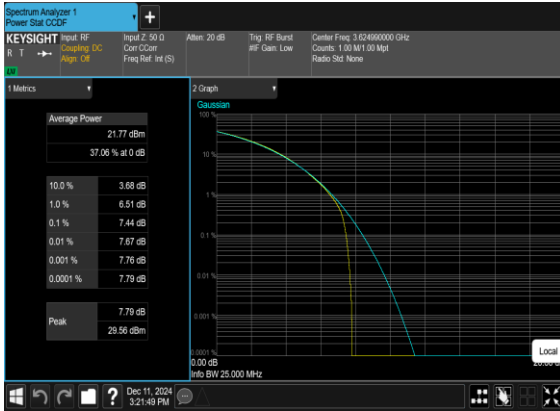 Spectrum Analyzer 1
Power Stat CCDF
+
KEYSIGHT
R T
LV
Input: RF
Coupling: DC
Align: Off
Input Z: 50 Ω
Corr CCorr
Freq Ref: Int (S)
Atten: 20 dB
Trig: RF Burst
#IF Gain: Low
Center Freq: 3.624990000 GHz
Counts: 1.00 M/1.00 Mpt
Radio Std: None
1 Metrics
Average Power
21.77 dBm
37.06 % at 0 dB
10.0 % 3.68 dB
1.0 % 6.51 dB
0.1 % 7.44 dB
0.01 % 7.67 dB
0.001 % 7.76 dB
0.0001 % 7.79 dB
Peak
7.79 dB
29.56 dBm
2 Graph
Gaussian
100 %
10 %
1 %
0.1 %
0.01 %
0.001 %
0.0001 %
0.00 dB
Info BW 25.000 MHz
Local
?
Dec 11, 2024
3:21:49 PM